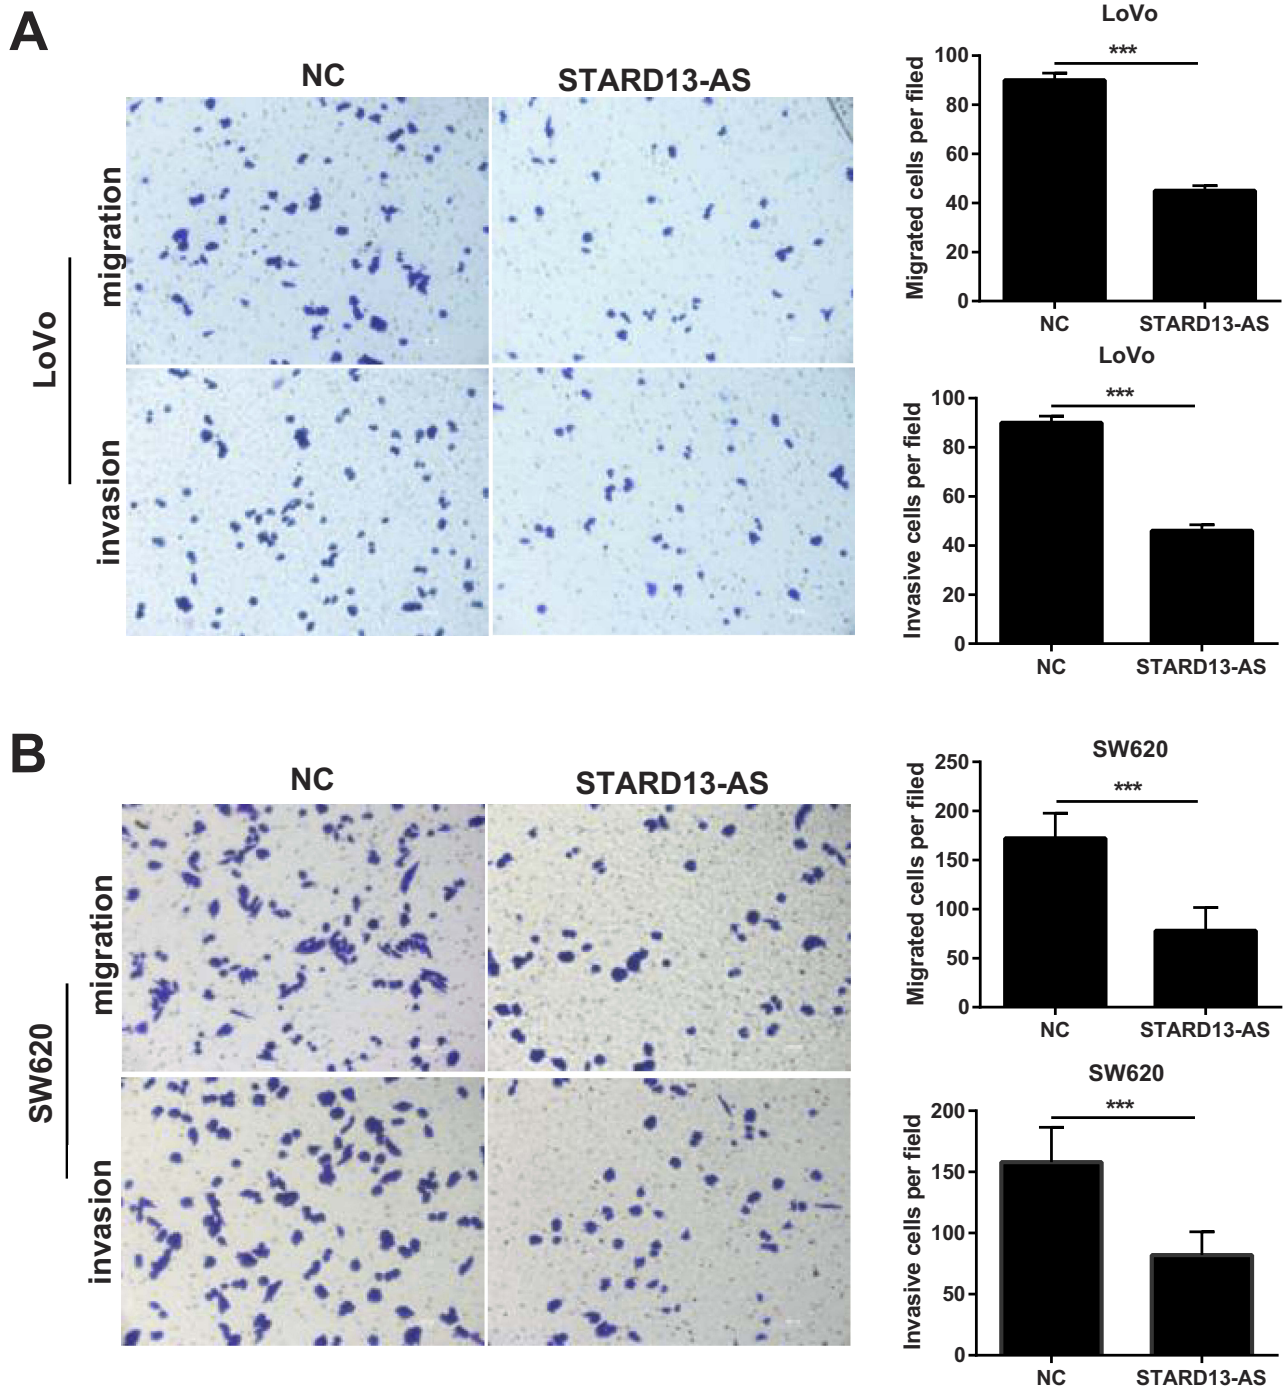 A
NC
STARD13-AS
LoVo
migration
invasion
LoVo
***
Migrated cells per filed
100
80
60
40
20
0
NC
STARD13-AS
LoVo
***
Invasive cells per field
100
80
60
40
20
0
NC
STARD13-AS
B
NC
STARD13-AS
SW620
migration
invasion
SW620
***
Migrated cells per filed
250
200
150
100
50
0
NC
STARD13-AS
SW620
***
Invasive cells per field
200
150
100
50
0
NC
STARD13-AS